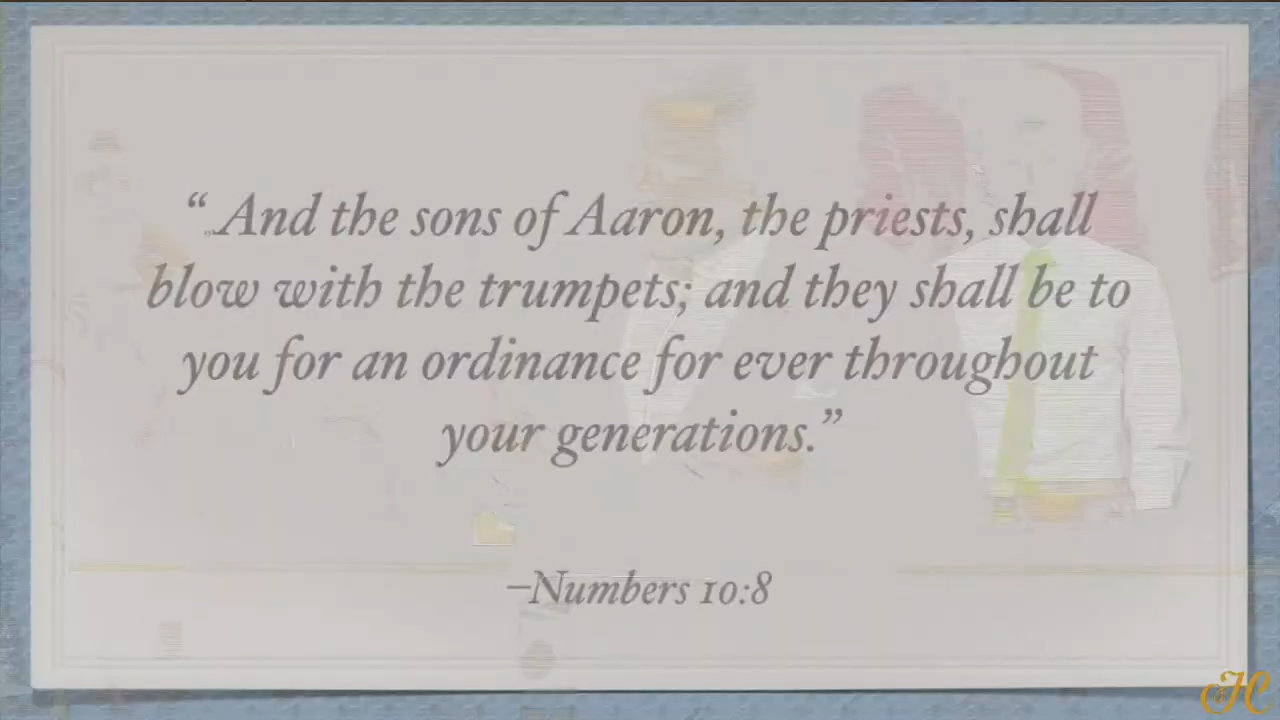 “ And the sons of Aaron, the priests, shall
blow with the trumpets; and they shall be to
you for an ordinance for ever throughout
your generations.”
–Numbers 10:8